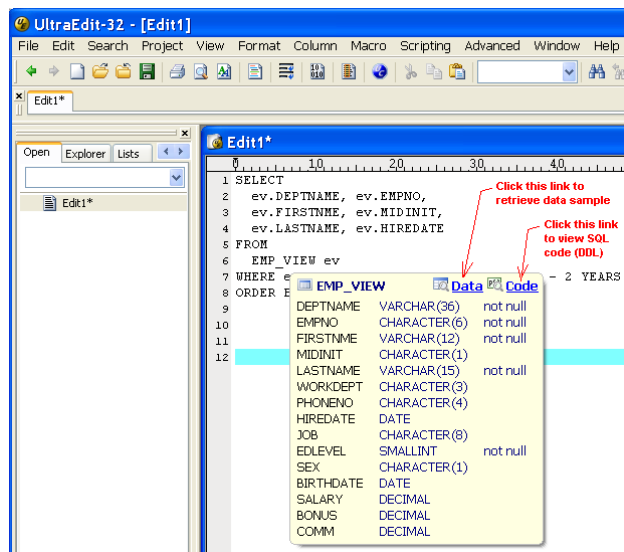 UltraEdit-32 - [Edit1]
File Edit Search Project View Format Column Macro Scripting Advanced Window Help
Edit1*
Open Explorer Lists
Edit1*
Edit1*
0 10 20 30 40
1 SELECT
2 ev.DEPTNAME, ev.EMPNO,
3 ev.FIRSTNME, ev.MIDINIT,
4 ev.LASTNAME, ev.HIREDATE
5 FROM
6 EMP_VIEW ev
7 WHERE e - 2 YEARS
8 ORDER
9
10
11
12
Click this link to
retrieve data sample
Click this link
to view SQL
code (DDL)
EMP_VIEW Data Code
DEPTNAME VARCHAR(36) not null
EMPNO CHARACTER(6) not null
FIRSTNME VARCHAR(12) not null
MIDINIT CHARACTER(1)
LASTNAME VARCHAR(15) not null
WORKDEPT CHARACTER(3)
PHONENO CHARACTER(4)
HIREDATE DATE
JOB CHARACTER(8)
EDLEVEL SMALLINT not null
SEX CHARACTER(1)
BIRTHDATE DATE
SALARY DECIMAL
BONUS DECIMAL
COMM DECIMAL